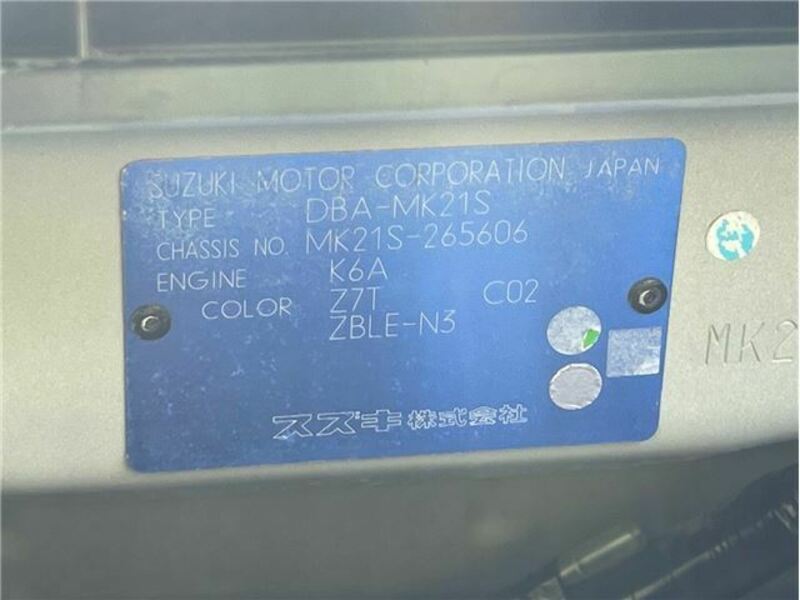 SUZUKI MOTOR CORPORATION JAPAN
TYPE DBA-MK21S
CHASSIS NO. MK21S-265606
ENGINE K6A
COLOR Z7T C02
ZBLE-N3
スズキ株式会社
MK2